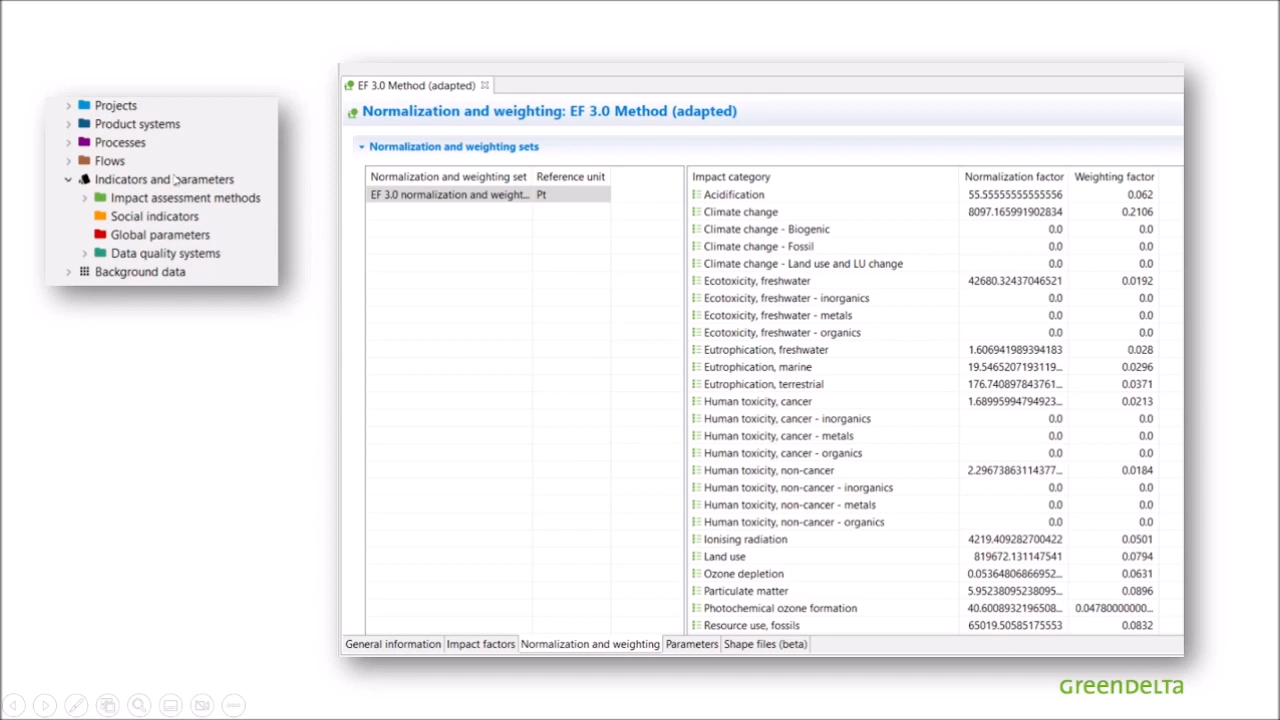 Projects
Product systems
Processes
Flows
Indicators and parameters
Impact assessment methods
Social indicators
Global parameters
Data quality systems
Background data
EF 3.0 Method (adapted)
Normalization and weighting: EF 3.0 Method (adapted)
Normalization and weighting sets
Normalization and weighting set Reference unit
EF 3.0 normalization and weight... Pt
Impact category Normalization factor Weighting factor
Acidification 55.55555555555556 0.062
Climate change 8097.165991902834 0.2106
Climate change - Biogenic 0.0 0.0
Climate change - Fossil 0.0 0.0
Climate change - Land use and LU change 0.0 0.0
Ecotoxicity, freshwater 42680.32437046521 0.0192
Ecotoxicity, freshwater - inorganics 0.0 0.0
Ecotoxicity, freshwater - metals 0.0 0.0
Ecotoxicity, freshwater - organics 0.0 0.0
Eutrophication, freshwater 1.606941989394183 0.028
Eutrophication, marine 19.5465207193119... 0.0296
Eutrophication, terrestrial 176.740897843761... 0.0371
Human toxicity, cancer 1.68995994794923... 0.0213
Human toxicity, cancer - inorganics 0.0 0.0
Human toxicity, cancer - metals 0.0 0.0
Human toxicity, cancer - organics 0.0 0.0
Human toxicity, non-cancer 2.29673863114377... 0.0184
Human toxicity, non-cancer - inorganics 0.0 0.0
Human toxicity, non-cancer - metals 0.0 0.0
Human toxicity, non-cancer - organics 0.0 0.0
Ionising radiation 4219.409282700422 0.0501
Land use 819672.131147541 0.0794
Ozone depletion 0.05364806866952... 0.0631
Particulate matter 5.95238095238095... 0.0896
Photochemical ozone formation 40.6008932196508... 0.04780000000...
Resource use, fossils 65019.50585175553 0.0832
General information Impact factors Normalization and weighting Parameters Shape files (beta)
GreenDelta